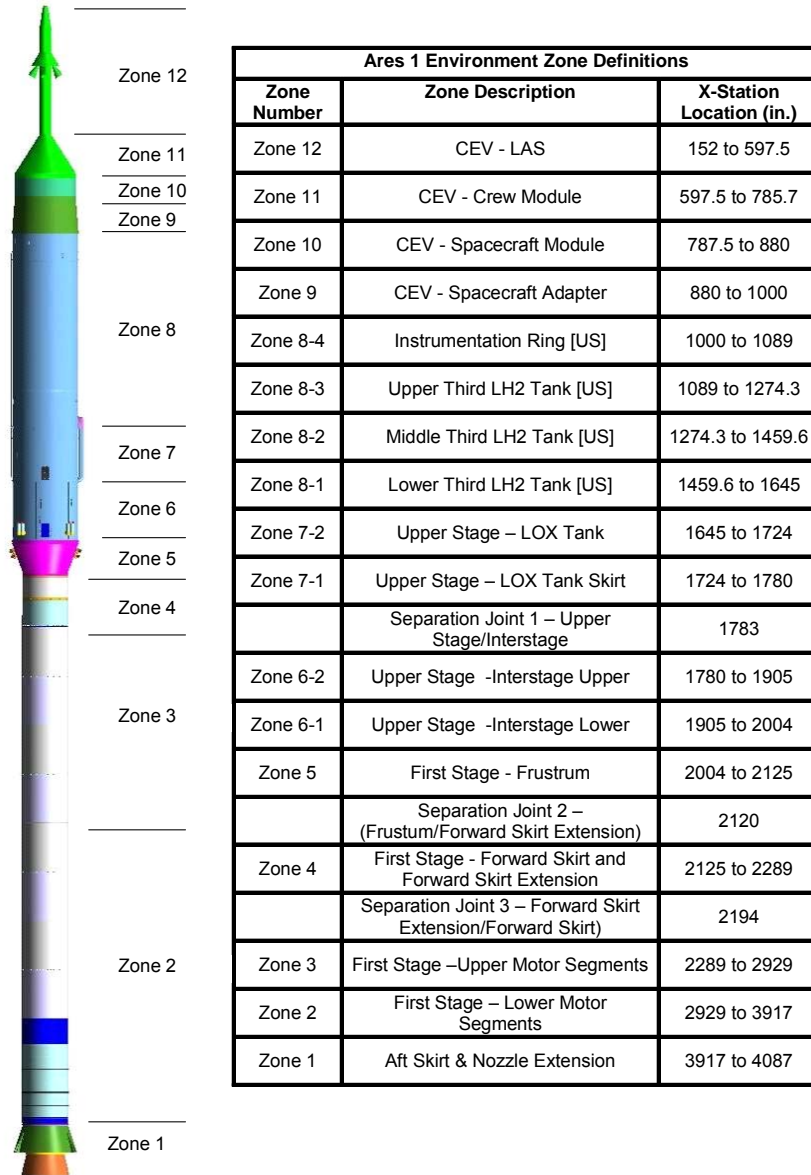 Zone 12
Zone 11
Zone 10
Zone 9
Zone 8
Zone 7
Zone 6
Zone 5
Zone 4
Zone 3
Zone 2
Zone 1
Ares 1 Environment Zone Definitions
Zone Number Zone Description X-Station Location (in.)
Zone 12 CEV - LAS 152 to 597.5
Zone 11 CEV - Crew Module 597.5 to 785.7
Zone 10 CEV - Spacecraft Module 787.5 to 880
Zone 9 CEV - Spacecraft Adapter 880 to 1000
Zone 8-4 Instrumentation Ring [US] 1000 to 1089
Zone 8-3 Upper Third LH2 Tank [US] 1089 to 1274.3
Zone 8-2 Middle Third LH2 Tank [US] 1274.3 to 1459.6
Zone 8-1 Lower Third LH2 Tank [US] 1459.6 to 1645
Zone 7-2 Upper Stage – LOX Tank 1645 to 1724
Zone 7-1 Upper Stage – LOX Tank Skirt 1724 to 1780
Separation Joint 1 – Upper
Stage/Interstage 1783
Zone 6-2 Upper Stage -Interstage Upper 1780 to 1905
Zone 6-1 Upper Stage -Interstage Lower 1905 to 2004
Zone 5 First Stage - Frustrum 2004 to 2125
Separation Joint 2 –
(Frustum/Forward Skirt Extension) 2120
Zone 4 First Stage - Forward Skirt and
Forward Skirt Extension 2125 to 2289
Separation Joint 3 – Forward Skirt
Extension/Forward Skirt) 2194
Zone 3 First Stage –Upper Motor Segments 2289 to 2929
Zone 2 First Stage – Lower Motor
Segments 2929 to 3917
Zone 1 Aft Skirt & Nozzle Extension 3917 to 4087